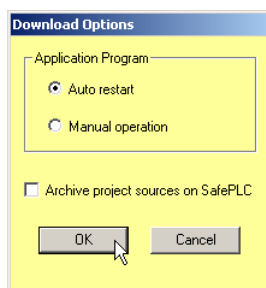 Download Options
Application Program
Auto restart
Manual operation
Archive project sources on SafePLC
OK
Cancel